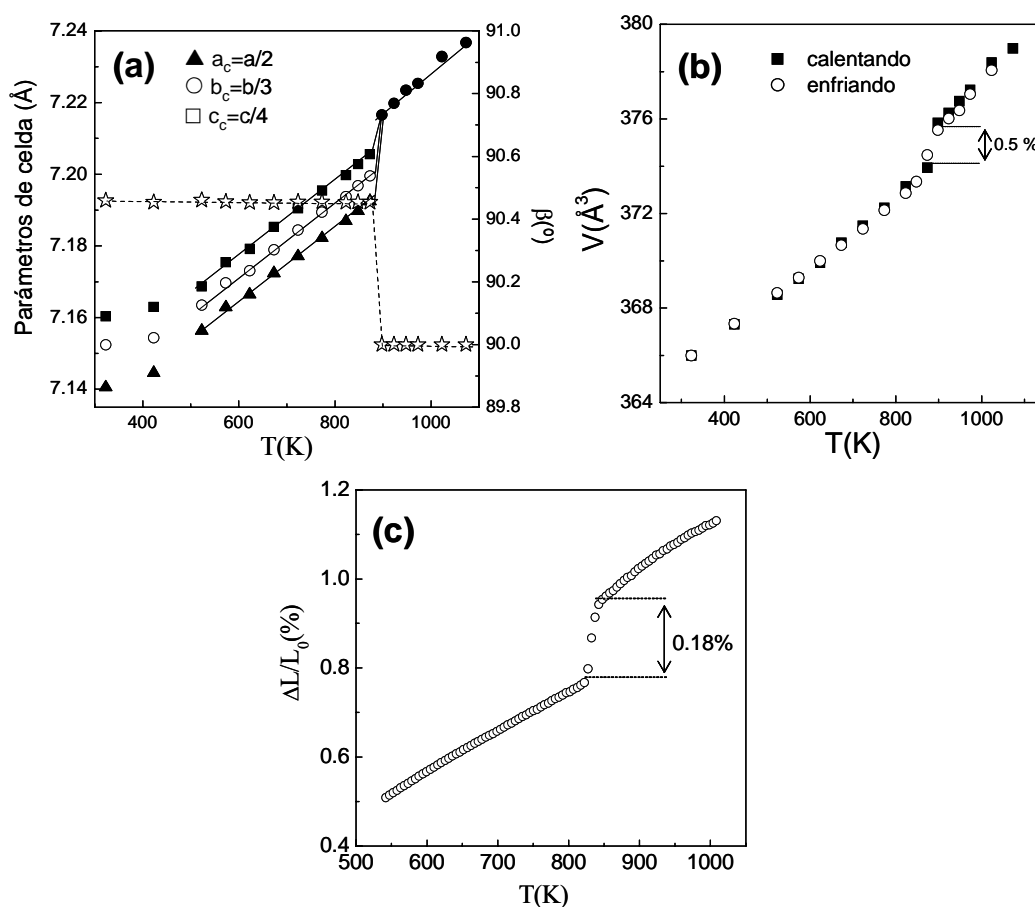 (a)
a_c=a/2
b_c=b/3
c_c=c/4
Parámetros de celda (Å)
7.24
7.22
7.20
7.18
7.16
7.14
400
600
800
1000
T(K)
91.0
90.8
90.6
90.4
90.2
90.0
89.8
β(º)
(b)
calentando
enfriando
V(Å³)
380
376
372
368
364
0.5 %
400
600
800
1000
T(K)
(c)
ΔL/L₀(%)
1.2
1.0
0.8
0.6
0.4
0.18%
500
600
700
800
900
1000
T(K)